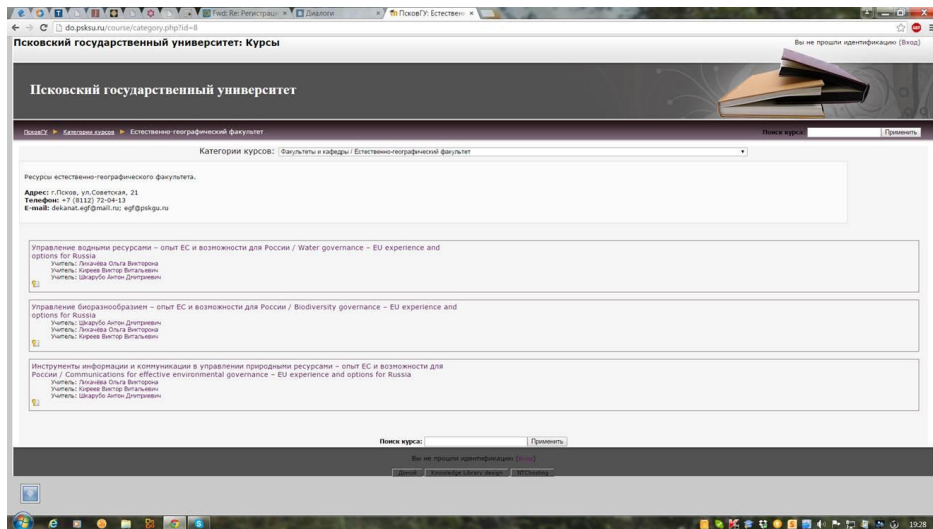 Fwd: Re: Регистраци
Диалоги
ПсковГУ: Естествен
do.psksu.ru/course/category.php?id=8
Псковский государственный университет: Курсы
Вы не прошли идентификацию (Вход)
Псковский государственный университет
ПсковГУ ► Категории курсов ► Естественно-географический факультет
Поиск курса:
Применить
Категории курсов: Факультеты и кафедры / Естественно-географический факультет
Ресурсы естественно-географического факультета.
Адрес: г.Псков, ул.Советская, 21
Телефон: +7 (8112) 72-04-13
E-mail: dekanat.egf@mail.ru; egf@pskgu.ru
Управление водными ресурсами – опыт ЕС и возможности для России / Water governance – EU experience and
options for Russia
Учитель: Лихачёва Ольга Викторовна
Учитель: Киреев Виктор Витальевич
Учитель: Шкарубо Антон Дмитриевич
Управление биоразнообразием – опыт ЕС и возможности для России / Biodiversity governance – EU experience and
options for Russia
Учитель: Шкарубо Антон Дмитриевич
Учитель: Лихачёва Ольга Викторовна
Учитель: Киреев Виктор Витальевич
Инструменты информации и коммуникации в управлении природными ресурсами – опыт ЕС и возможности для
России / Communications for effective environmental governance – EU experience and options for Russia
Учитель: Лихачёва Ольга Викторовна
Учитель: Киреев Виктор Витальевич
Учитель: Шкарубо Антон Дмитриевич
Поиск курса:
Применить
Вы не прошли идентификацию (Вход)
Домой
Knowledge Library design
NTChosting
19:28